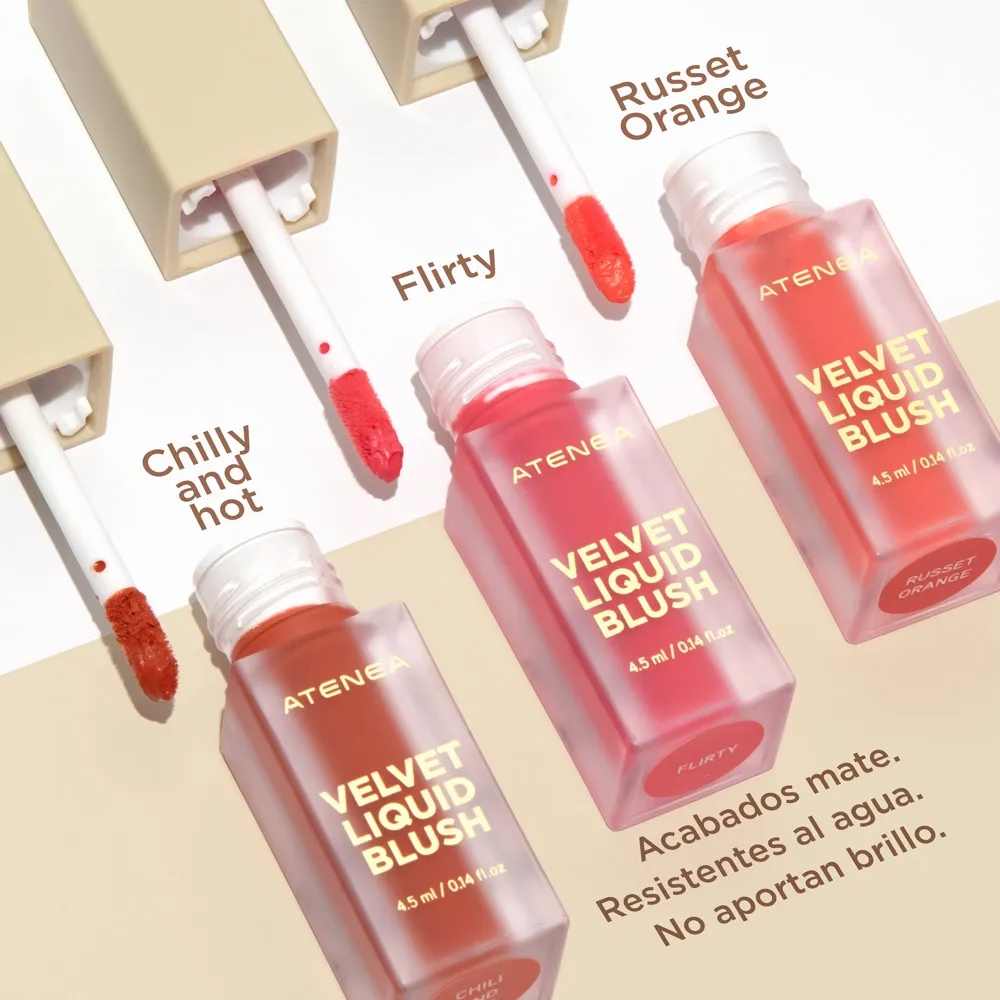 Russet
Orange
ATENEA
VELVET
LIQUID
BLUSH
4.5 ml / 0.14 fl.oz
RUSSET
ORANGE
Flirty
ATENEA
VELVET
LIQUID
BLUSH
4.5 ml / 0.14 fl.oz
FLIRTY
Chilly
and
hot
ATENEA
VELVET
LIQUID
BLUSH
4.5 ml / 0.14 fl.oz
CHILI
AND
Acabados mate.
Resistentes al agua.
No aportan brillo.